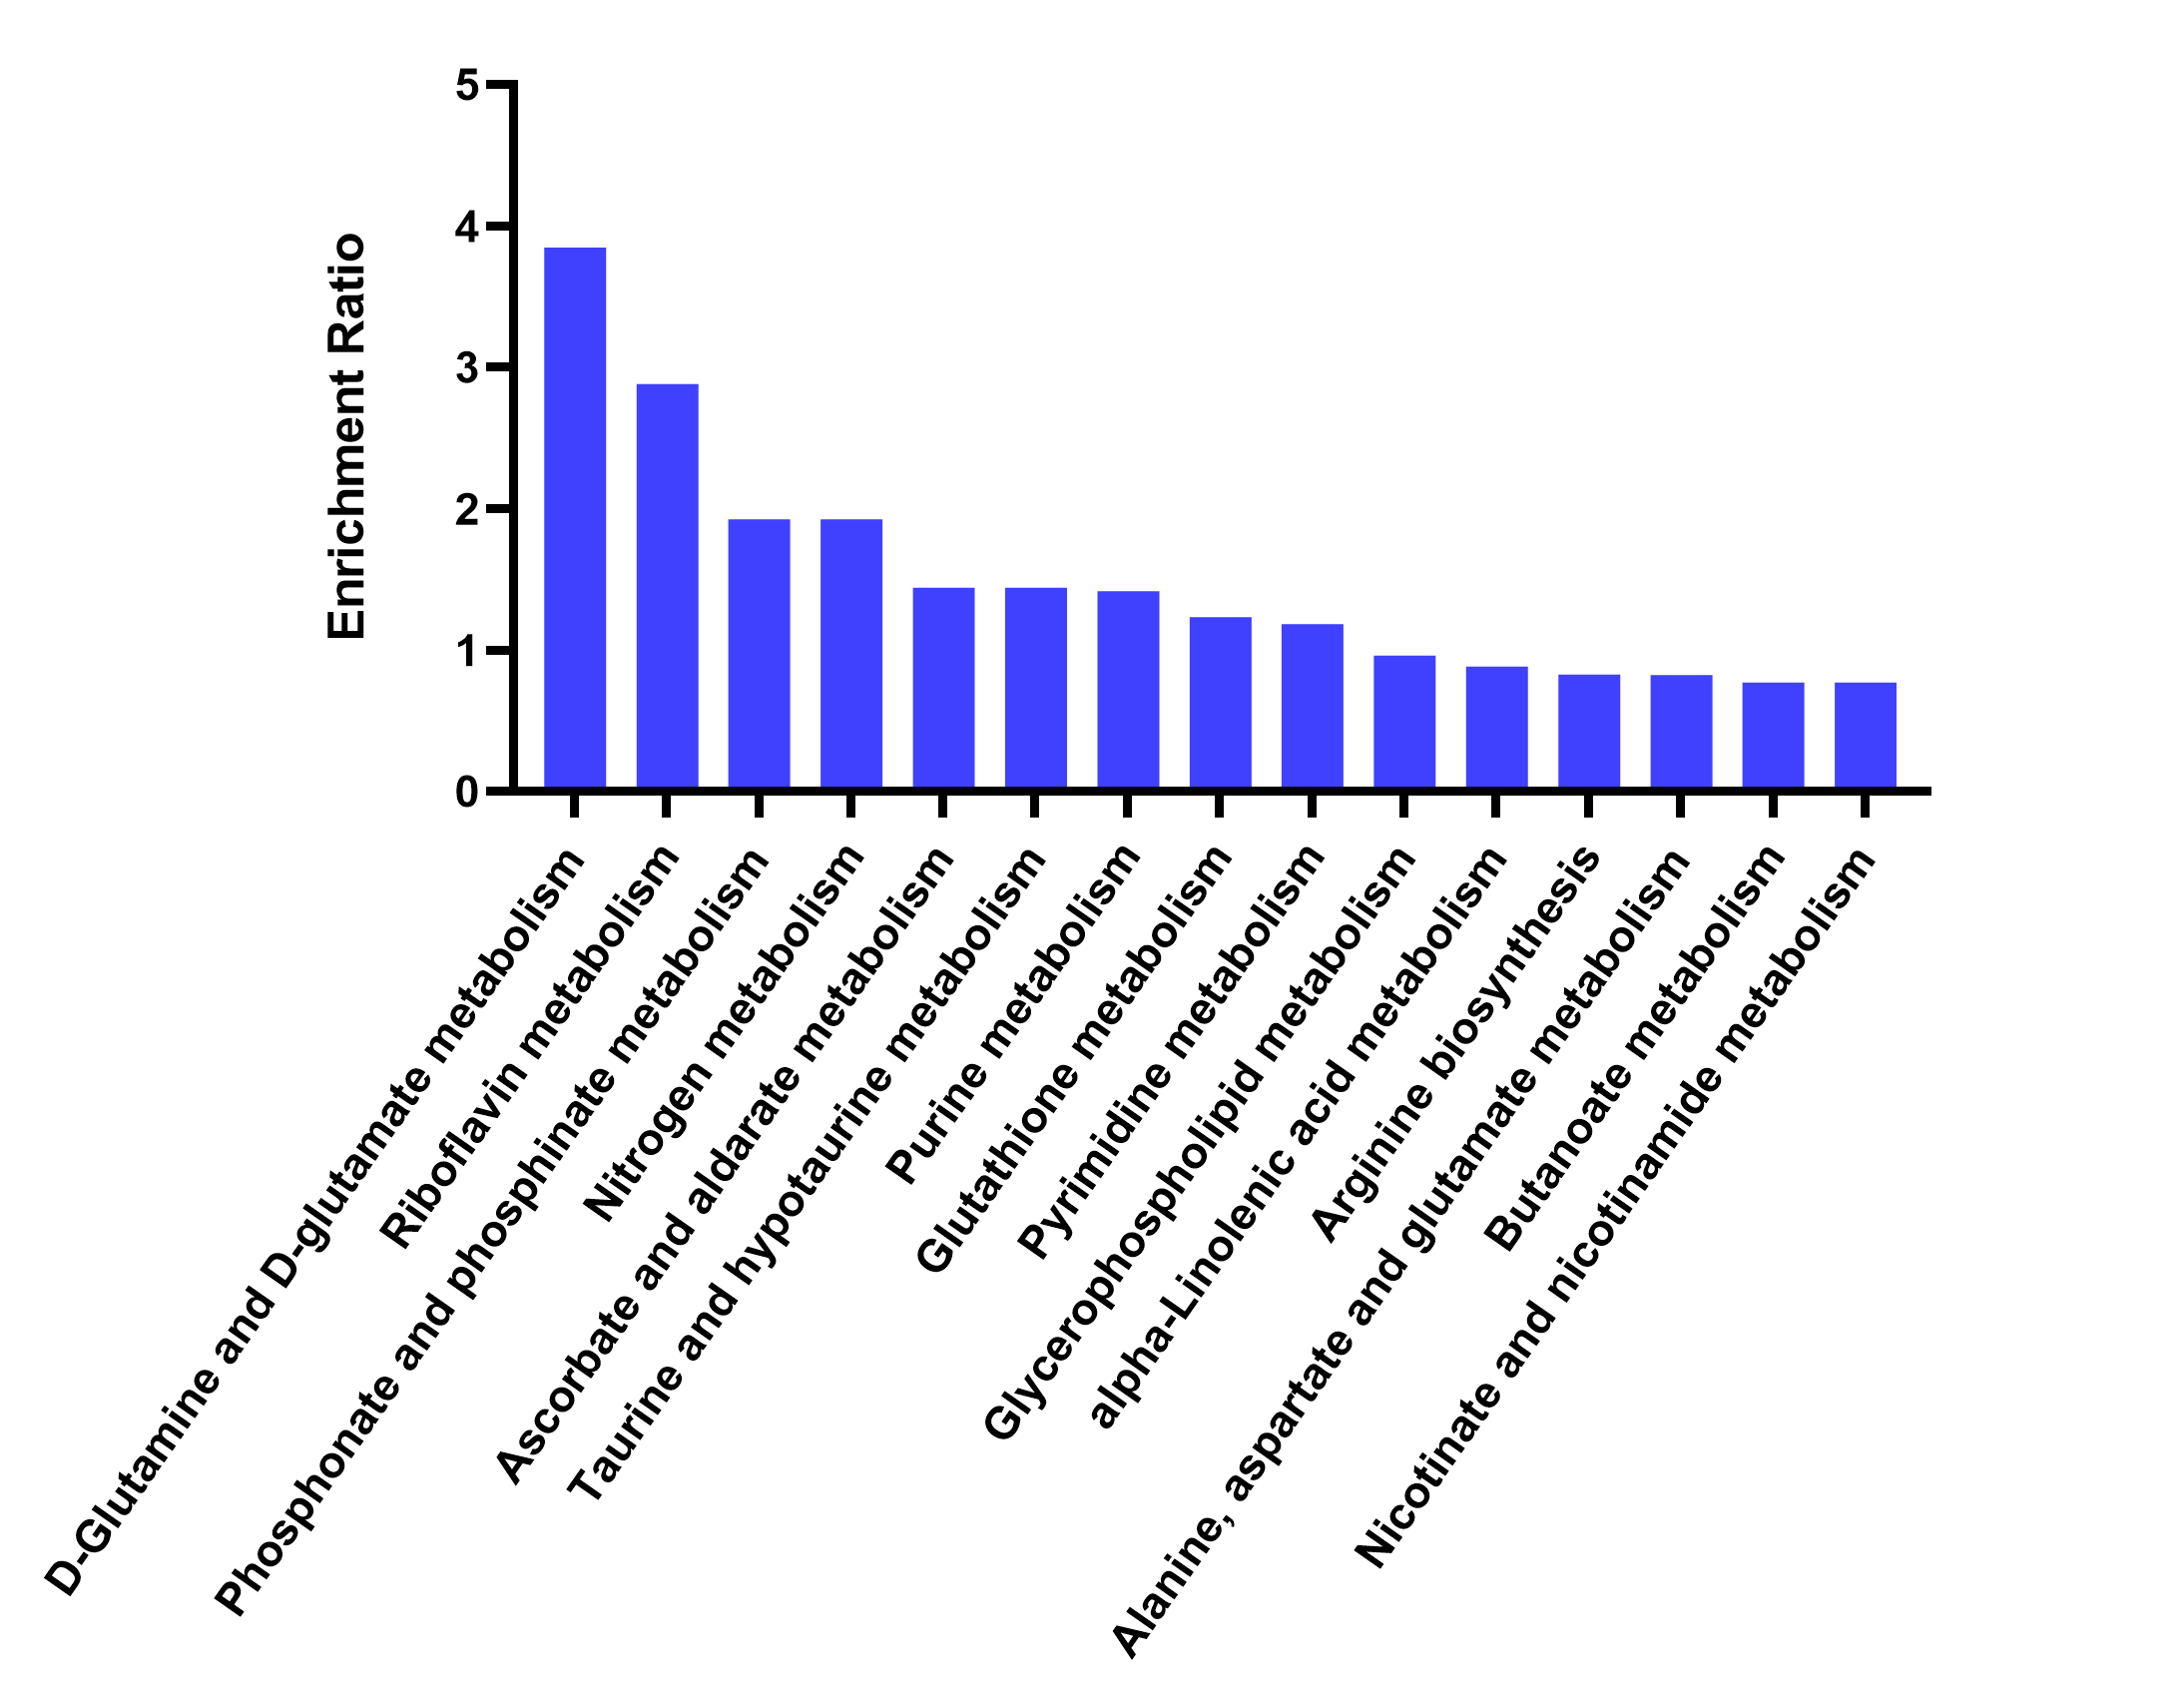 Enrichment Ratio
5
4
3
2
1
0
D-Glutamine and D-glutamate metabolism
Riboflavin metabolism
Phosphonate and phosphinate metabolism
Nitrogen metabolism
Ascorbate and aldarate metabolism
Taurine and hypotaurine metabolism
Purine metabolism
Glutathione metabolism
Pyrimidine metabolism
Glycerophospholipid metabolism
alpha-Linolenic acid metabolism
Arginine biosynthesis
Alanine, aspartate and glutamate metabolism
Butanoate metabolism
Nicotinate and nicotinamide metabolism